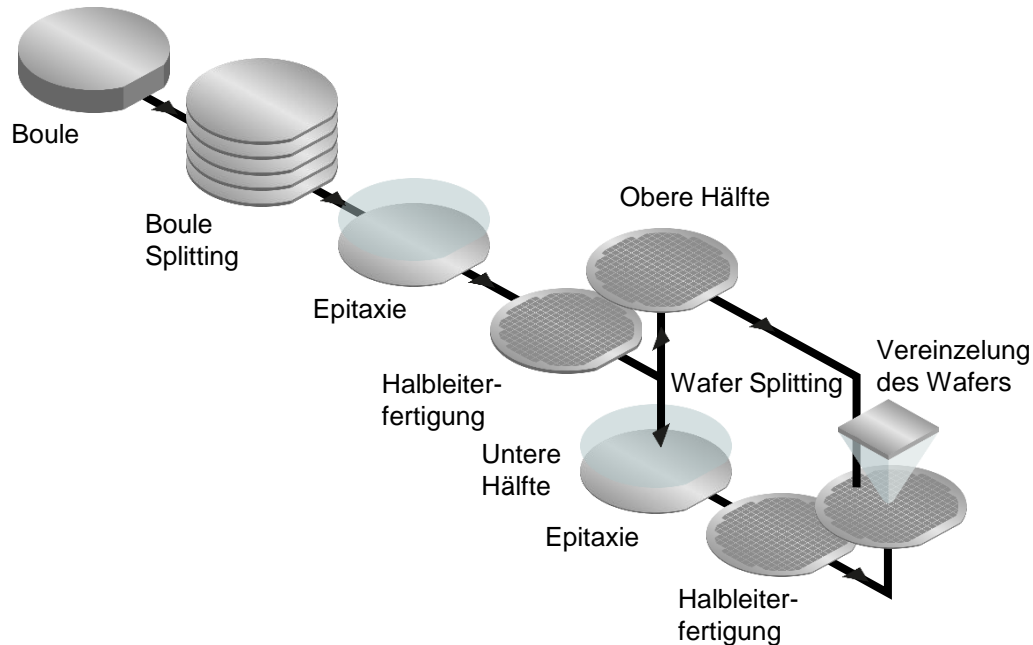 Boule
Boule
Splitting
Epitaxie
Halbleiter-
fertigung
Obere Hälfte
Wafer Splitting
Untere
Hälfte
Epitaxie
Halbleiter-
fertigung
Vereinzelung
des Wafers